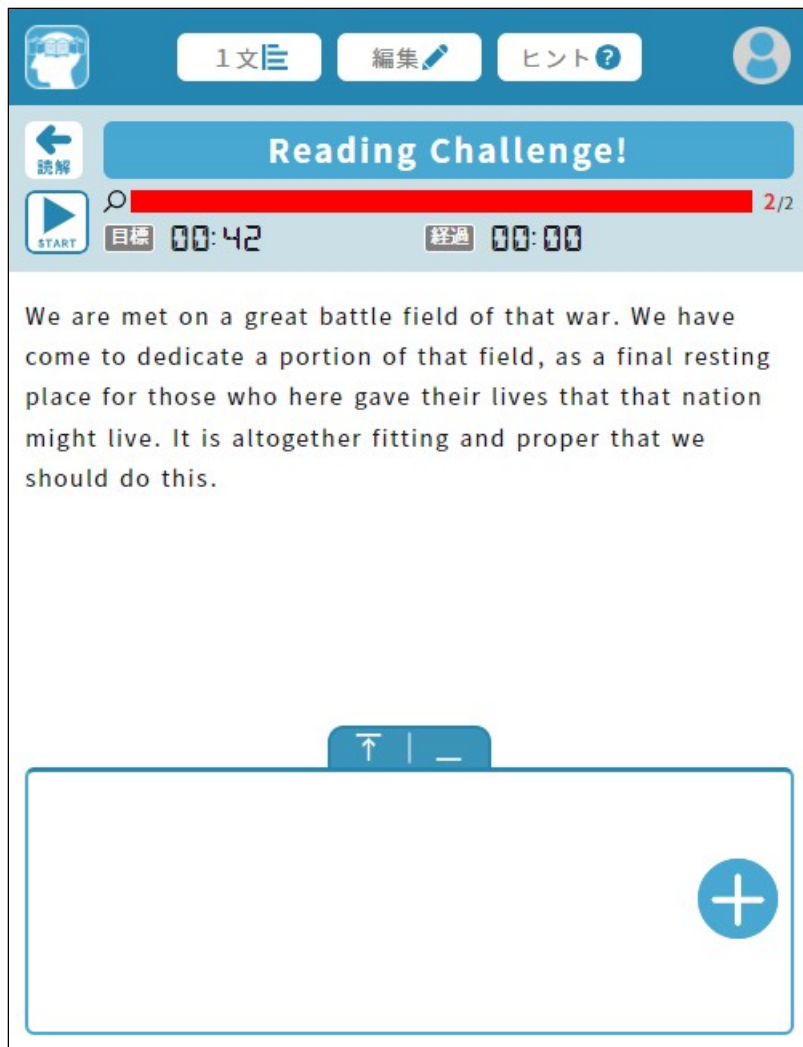 1文
編集
ヒント?
読解
Reading Challenge!
START
2/2
目標 00:42
経過 00:00
We are met on a great battle field of that war. We have
come to dedicate a portion of that field, as a final resting
place for those who here gave their lives that that nation
might live. It is altogether fitting and proper that we
should do this.